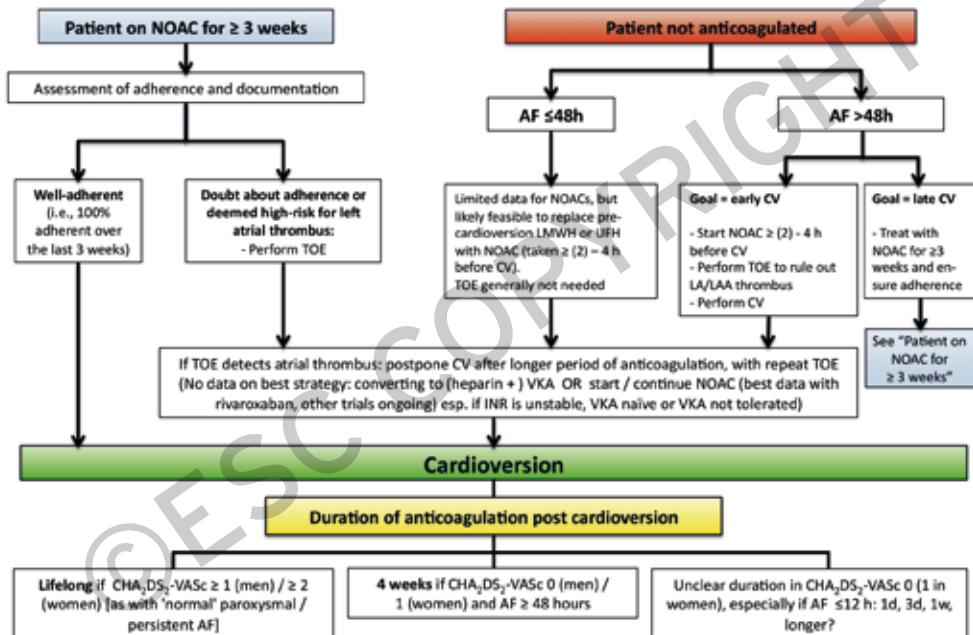 Patient on NOAC for ≥ 3 weeks
Patient not anticoagulated
Assessment of adherence and documentation
AF ≤48h
AF >48h
Well-adherent
(i.e., 100%
adherent over
the last 3 weeks)
Doubt about adherence or
deemed high-risk for left
atrial thrombus:
- Perform TOE
Limited data for NOACs, but
likely feasible to replace pre-
cardioversion LMWH or UFH
with NOAC (taken ≥ (2) – 4 h
before CV).
TOE generally not needed
Goal = early CV
- Start NOAC ≥ (2) - 4 h
before CV
- Perform TOE to rule out
LA/LAA thrombus
- Perform CV
Goal = late CV
- Treat with
NOAC for ≥3
weeks and en-
sure adherence
See "Patient on
NOAC for
≥ 3 weeks"
If TOE detects atrial thrombus: postpone CV after longer period of anticoagulation, with repeat TOE
(No data on best strategy: converting to (heparin + ) VKA OR start / continue NOAC (best data with
rivaroxaban, other trials ongoing) esp. if INR is unstable, VKA naïve or VKA not tolerated)
Cardioversion
Duration of anticoagulation post cardioversion
Lifelong if CHA₂DS₂-VASc ≥ 1 (men) / ≥ 2
(women) [as with 'normal' paroxysmal /
persistent AF]
4 weeks if CHA₂DS₂-VASc 0 (men) /
1 (women) and AF ≥ 48 hours
Unclear duration in CHA₂DS₂-VASc 0 (1 in
women), especially if AF ≤12 h: 1d, 3d, 1w,
longer?
©ESC COPYRIGHT